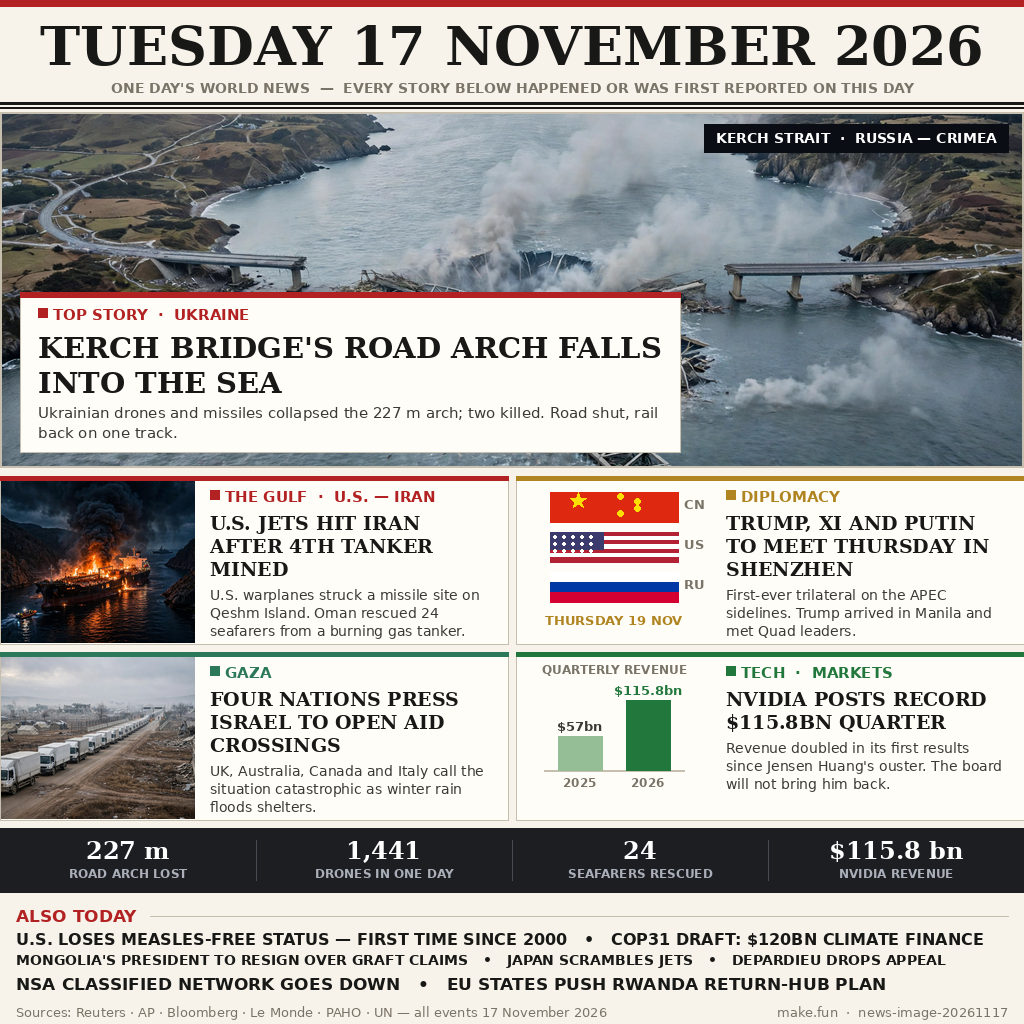 TUESDAY 17 NOVEMBER 2026
ONE DAY'S WORLD NEWS — EVERY STORY BELOW HAPPENED OR WAS FIRST REPORTED ON THIS DAY
KERCH STRAIT · RUSSIA — CRIMEA
TOP STORY · UKRAINE
KERCH BRIDGE'S ROAD ARCH FALLS
INTO THE SEA
Ukrainian drones and missiles collapsed the 227 m arch; two killed. Road shut, rail
back on one track.
THE GULF · U.S. — IRAN
U.S. JETS HIT IRAN
AFTER 4TH TANKER
MINED
U.S. warplanes struck a missile site on
Qeshm Island. Oman rescued 24
seafarers from a burning gas tanker.
CN
US
RU
THURSDAY 19 NOV
DIPLOMACY
TRUMP, XI AND PUTIN
TO MEET THURSDAY IN
SHENZHEN
First-ever trilateral on the APEC
sidelines. Trump arrived in Manila and
met Quad leaders.
GAZA
FOUR NATIONS PRESS
ISRAEL TO OPEN AID
CROSSINGS
UK, Australia, Canada and Italy call the
situation catastrophic as winter rain
floods shelters.
QUARTERLY REVENUE
$115.8bn
$57bn
2025 2026
TECH · MARKETS
NVIDIA POSTS RECORD
$115.8BN QUARTER
Revenue doubled in its first results
since Jensen Huang's ouster. The board
will not bring him back.
227 m
ROAD ARCH LOST
1,441
DRONES IN ONE DAY
24
SEAFARERS RESCUED
$115.8 bn
NVIDIA REVENUE
ALSO TODAY
U.S. LOSES MEASLES-FREE STATUS — FIRST TIME SINCE 2000 • COP31 DRAFT: $120BN CLIMATE FINANCE
MONGOLIA'S PRESIDENT TO RESIGN OVER GRAFT CLAIMS • JAPAN SCRAMBLES JETS • DEPARDIEU DROPS APPEAL
NSA CLASSIFIED NETWORK GOES DOWN • EU STATES PUSH RWANDA RETURN-HUB PLAN
Sources: Reuters · AP · Bloomberg · Le Monde · PAHO · UN — all events 17 November 2026
make.fun · news-image-20261117